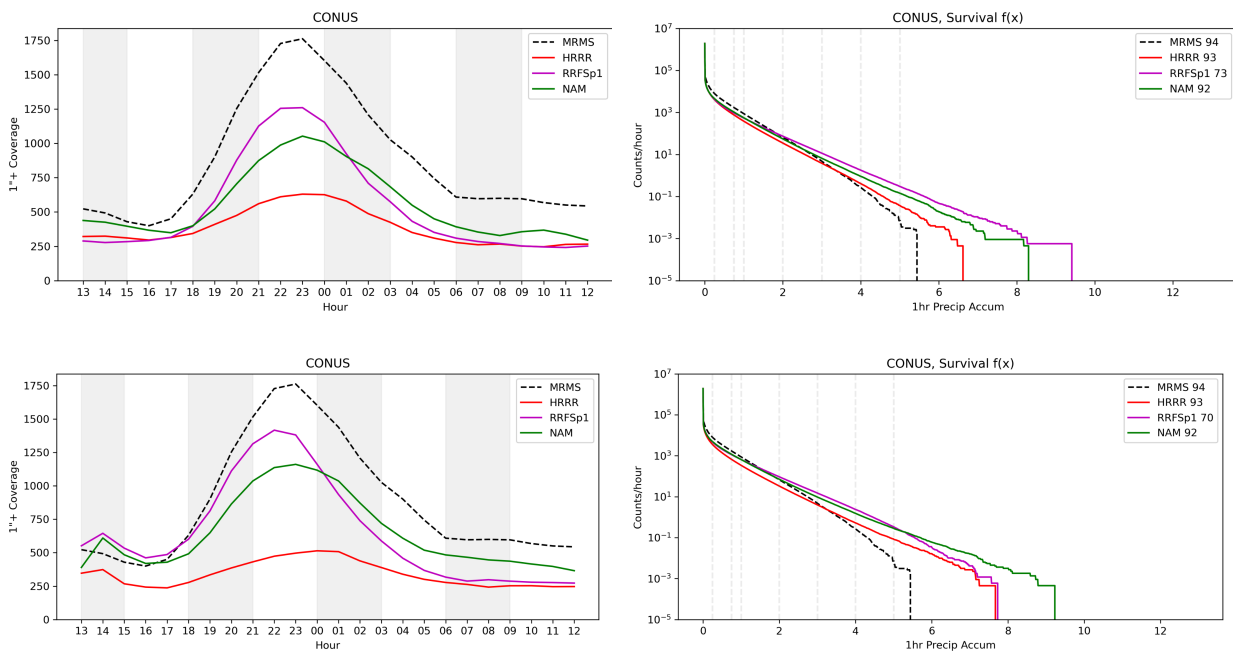 CONUS
1"+ Coverage
1750
1500
1250
1000
750
500
250
0
13 14 15 16 17 18 19 20 21 22 23 00 01 02 03 04 05 06 07 08 09 10 11 12
Hour
MRMS
HRRR
RRFSp1
NAM
CONUS, Survival f(x)
Counts/hour
10^7
10^5
10^3
10^1
10^-1
10^-3
10^-5
0 2 4 6 8 10 12
1hr Precip Accum
MRMS 94
HRRR 93
RRFSp1 73
NAM 92
CONUS
1"+ Coverage
1750
1500
1250
1000
750
500
250
0
13 14 15 16 17 18 19 20 21 22 23 00 01 02 03 04 05 06 07 08 09 10 11 12
Hour
MRMS
HRRR
RRFSp1
NAM
CONUS, Survival f(x)
Counts/hour
10^7
10^5
10^3
10^1
10^-1
10^-3
10^-5
0 2 4 6 8 10 12
1hr Precip Accum
MRMS 94
HRRR 93
RRFSp1 70
NAM 92